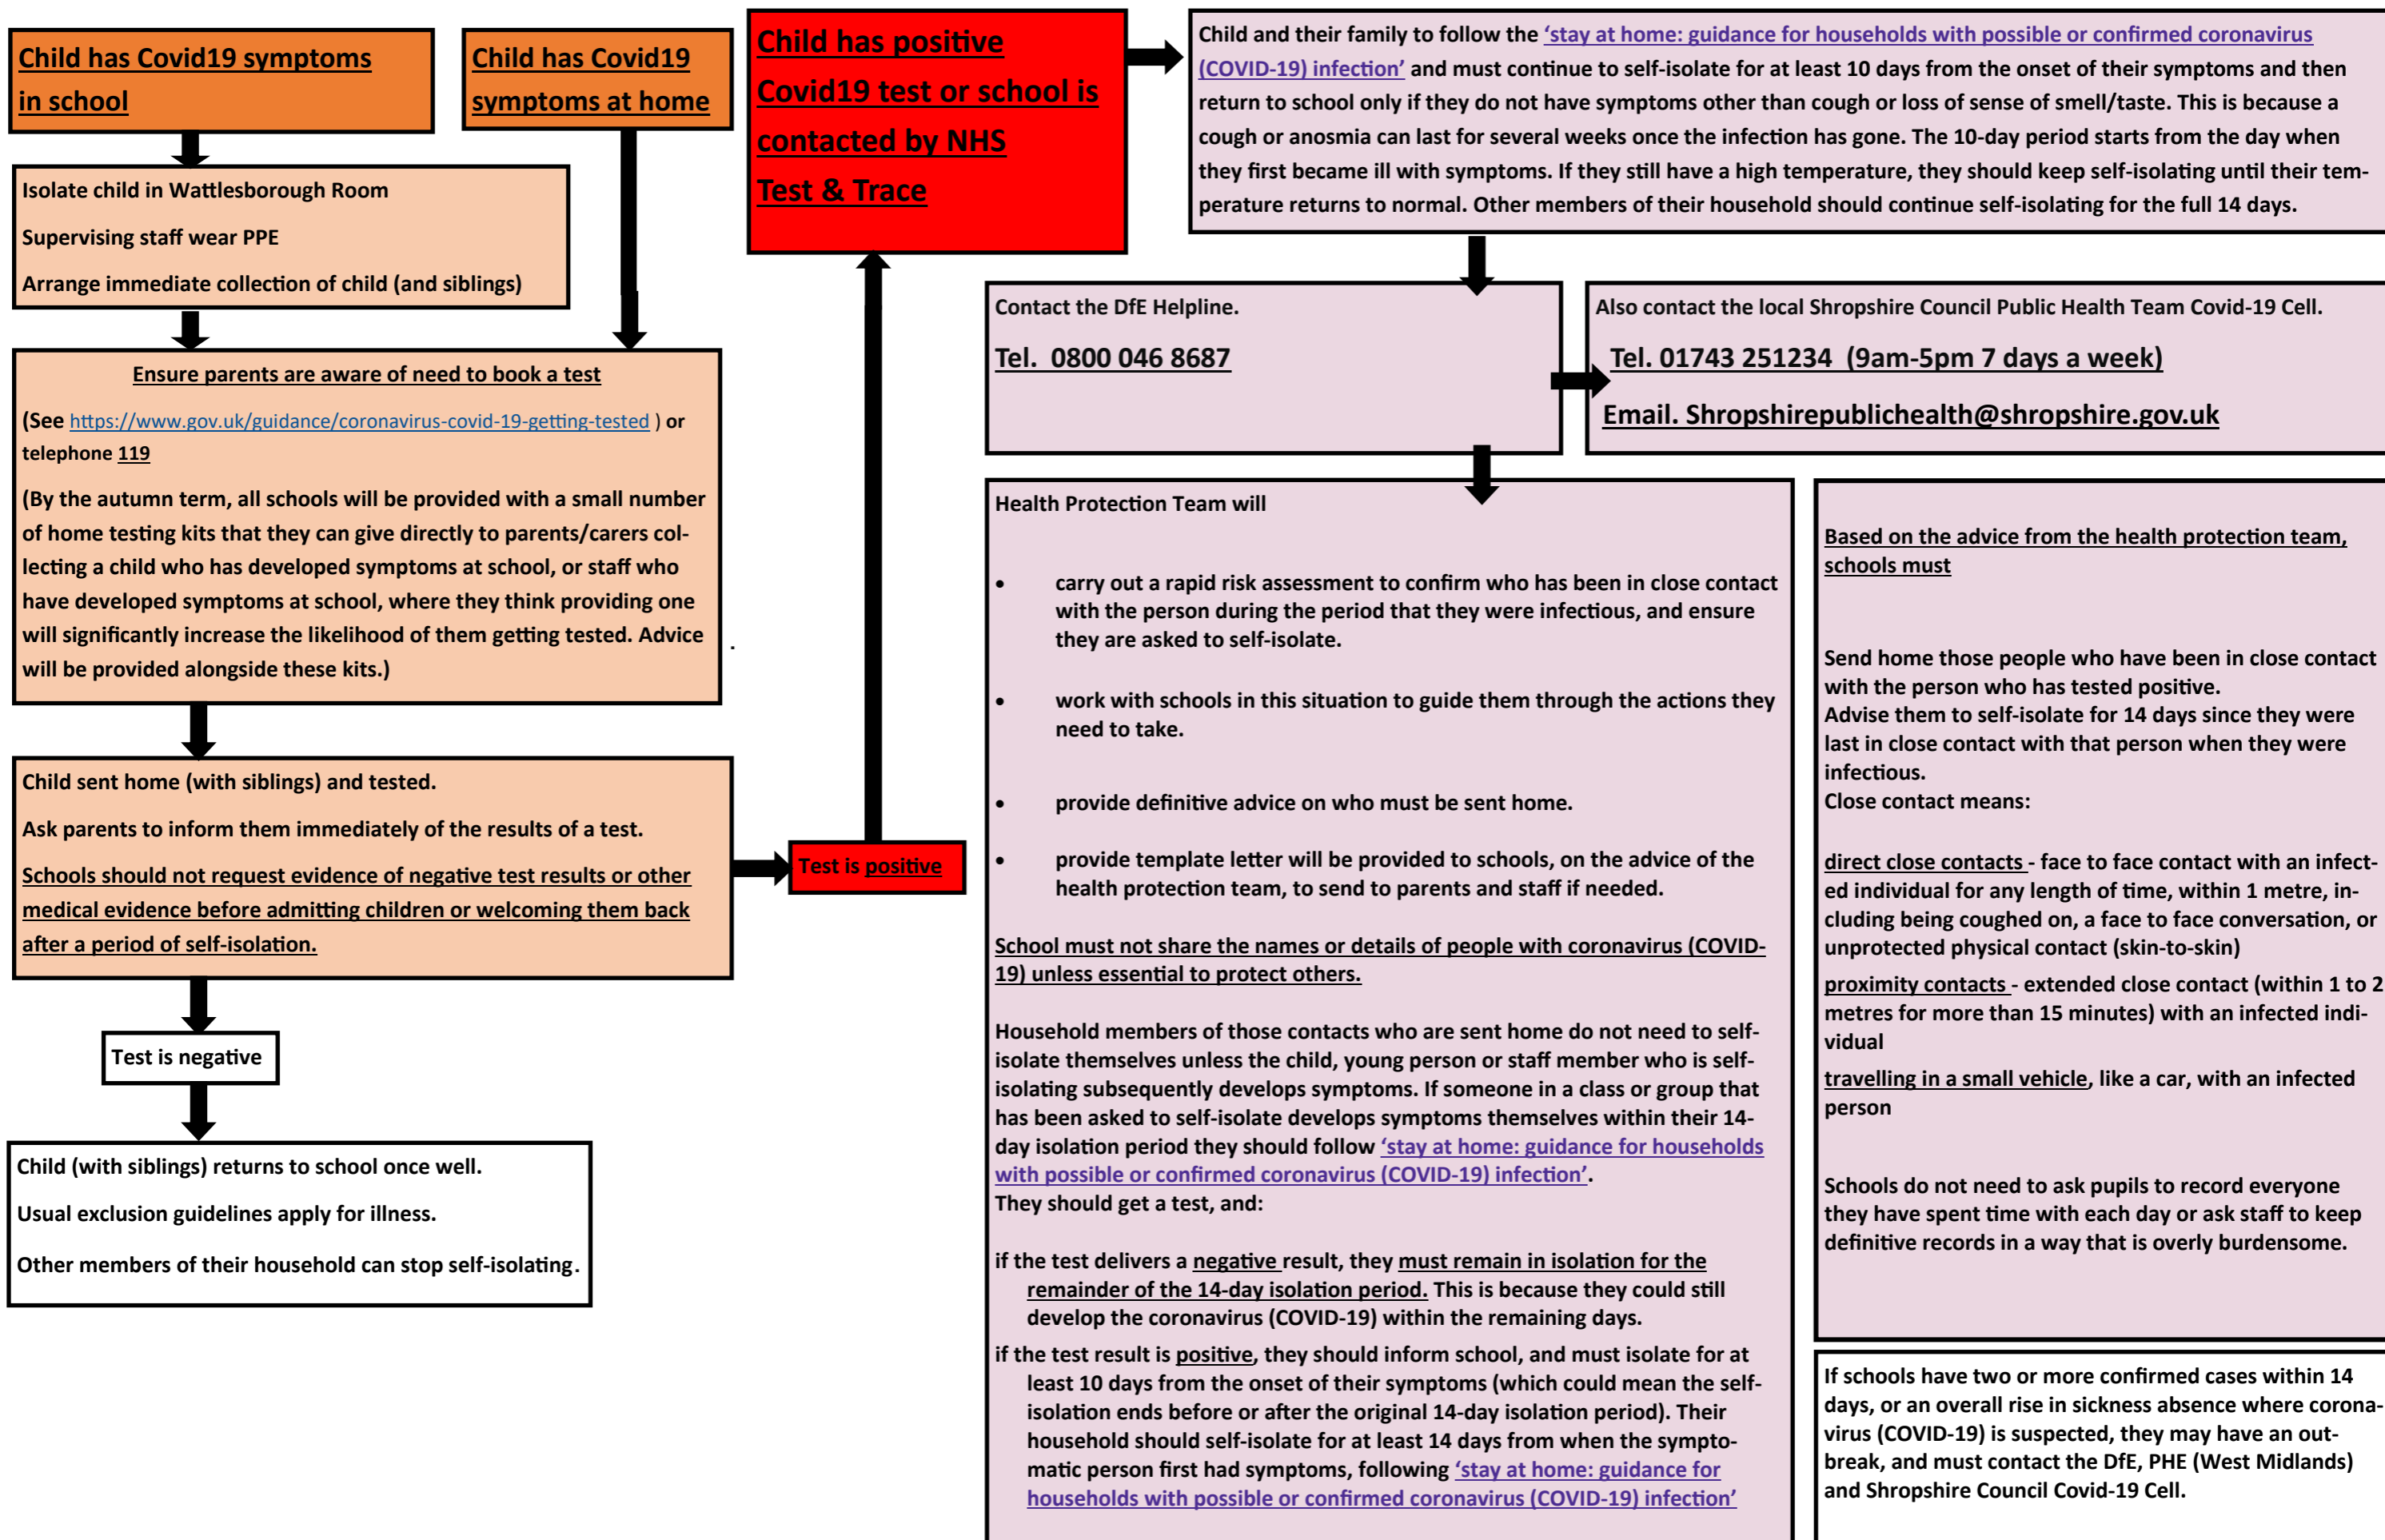 Child has Covid19 symptoms
in school
Child has Covid19
symptoms at home
Isolate child in Wattlesborough Room
Supervising staff wear PPE
Arrange immediate collection of child (and siblings)
Ensure parents are aware of need to book a test
(See https://www.gov.uk/guidance/coronavirus-covid-19-getting-tested ) or
telephone 119
(By the autumn term, all schools will be provided with a small number
of home testing kits that they can give directly to parents/carers col-
lecting a child who has developed symptoms at school, or staff who
have developed symptoms at school, where they think providing one
will significantly increase the likelihood of them getting tested. Advice
will be provided alongside these kits.)
.
Child sent home (with siblings) and tested.
Ask parents to inform them immediately of the results of a test.
Schools should not request evidence of negative test results or other
medical evidence before admitting children or welcoming them back
after a period of self-isolation.
Test is negative
Child (with siblings) returns to school once well.
Usual exclusion guidelines apply for illness.
Other members of their household can stop self-isolating.
Test is positive
Child has positive
Covid19 test or school is
contacted by NHS
Test & Trace
Child and their family to follow the ‘stay at home: guidance for households with possible or confirmed coronavirus
(COVID-19) infection’ and must continue to self-isolate for at least 10 days from the onset of their symptoms and then
return to school only if they do not have symptoms other than cough or loss of sense of smell/taste. This is because a
cough or anosmia can last for several weeks once the infection has gone. The 10-day period starts from the day when
they first became ill with symptoms. If they still have a high temperature, they should keep self-isolating until their tem-
perature returns to normal. Other members of their household should continue self-isolating for the full 14 days.
Contact the DfE Helpline.
Tel. 0800 046 8687
Also contact the local Shropshire Council Public Health Team Covid-19 Cell.
Tel. 01743 251234 (9am-5pm 7 days a week)
Email. Shropshirepublichealth@shropshire.gov.uk
Health Protection Team will
• carry out a rapid risk assessment to confirm who has been in close contact
with the person during the period that they were infectious, and ensure
they are asked to self-isolate.
• work with schools in this situation to guide them through the actions they
need to take.
• provide definitive advice on who must be sent home.
• provide template letter will be provided to schools, on the advice of the
health protection team, to send to parents and staff if needed.
School must not share the names or details of people with coronavirus (COVID-
19) unless essential to protect others.
Household members of those contacts who are sent home do not need to self-
isolate themselves unless the child, young person or staff member who is self-
isolating subsequently develops symptoms. If someone in a class or group that
has been asked to self-isolate develops symptoms themselves within their 14-
day isolation period they should follow ‘stay at home: guidance for households
with possible or confirmed coronavirus (COVID-19) infection’.
They should get a test, and:
if the test delivers a negative result, they must remain in isolation for the
remainder of the 14-day isolation period. This is because they could still
develop the coronavirus (COVID-19) within the remaining days.
if the test result is positive, they should inform school, and must isolate for at
least 10 days from the onset of their symptoms (which could mean the self-
isolation ends before or after the original 14-day isolation period). Their
household should self-isolate for at least 14 days from when the sympto-
matic person first had symptoms, following ‘stay at home: guidance for
households with possible or confirmed coronavirus (COVID-19) infection’
Based on the advice from the health protection team,
schools must
Send home those people who have been in close contact
with the person who has tested positive.
Advise them to self-isolate for 14 days since they were
last in close contact with that person when they were
infectious.
Close contact means:
direct close contacts - face to face contact with an infect-
ed individual for any length of time, within 1 metre, in-
cluding being coughed on, a face to face conversation, or
unprotected physical contact (skin-to-skin)
proximity contacts - extended close contact (within 1 to 2
metres for more than 15 minutes) with an infected indi-
vidual
travelling in a small vehicle, like a car, with an infected
person
Schools do not need to ask pupils to record everyone
they have spent time with each day or ask staff to keep
definitive records in a way that is overly burdensome.
If schools have two or more confirmed cases within 14
days, or an overall rise in sickness absence where corona-
virus (COVID-19) is suspected, they may have an out-
break, and must contact the DfE, PHE (West Midlands)
and Shropshire Council Covid-19 Cell.